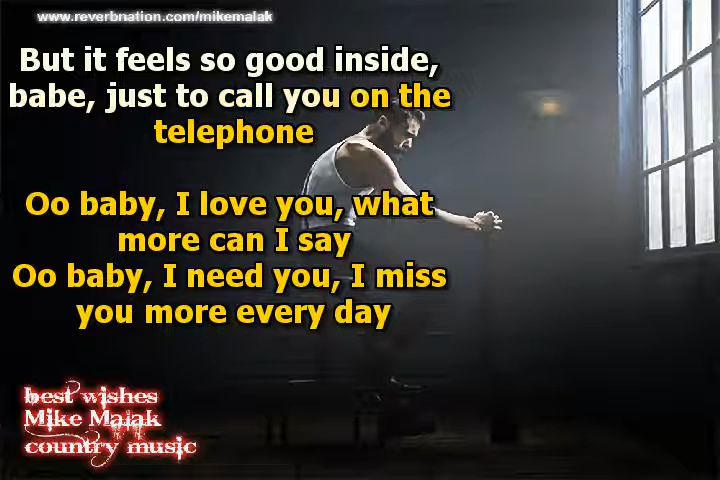 www.reverbnation.com/mikemalak
But it feels so good inside,
babe, just to call you on the
telephone
Oo baby, I love you, what
more can I say
Oo baby, I need you, I miss
you more every day
best wishes
Mike Malak
country music